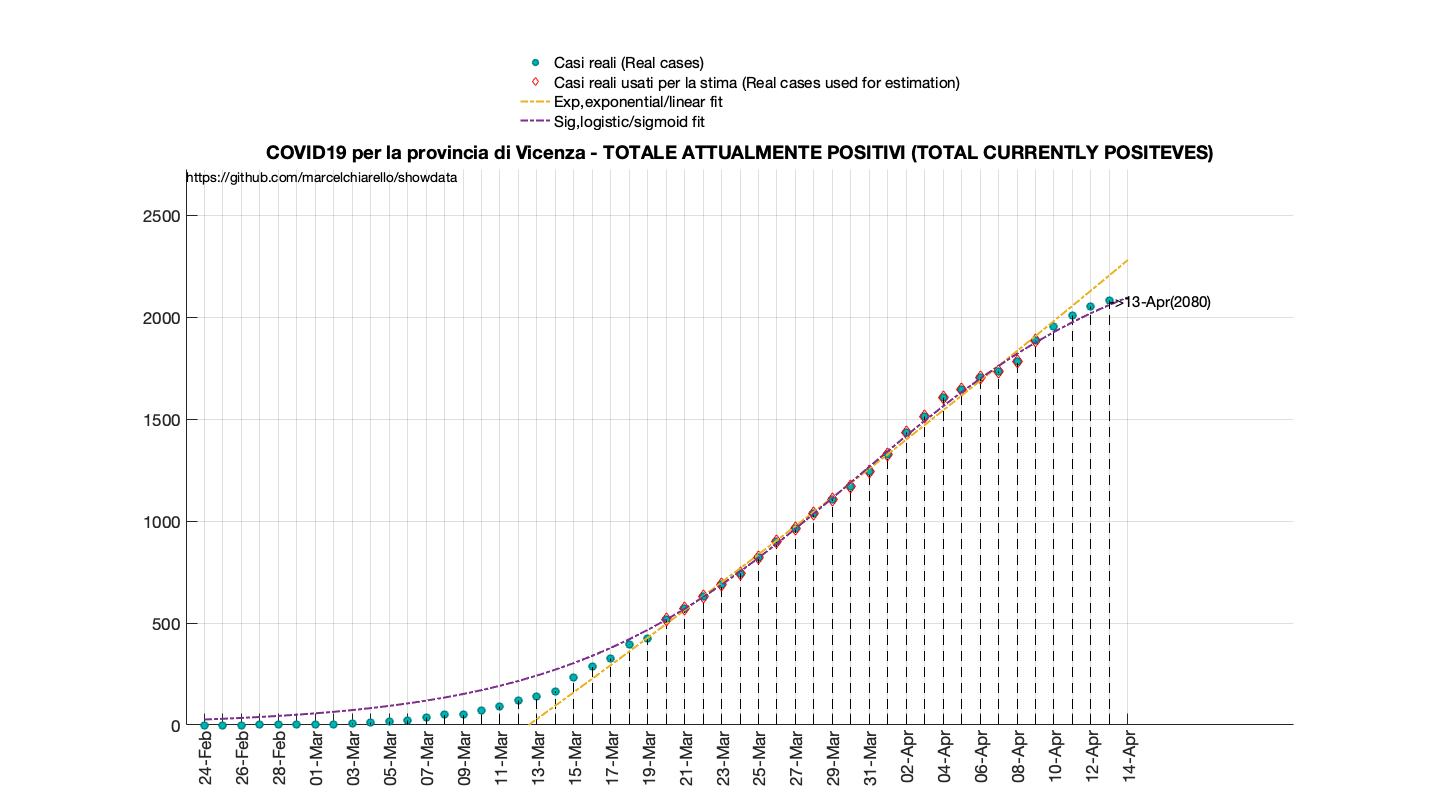 Casi reali (Real cases)
Casi reali usati per la stima (Real cases used for estimation)
Exp,exponential/linear fit
Sig,logistic/sigmoid fit
COVID19 per la provincia di Vicenza - TOTALE ATTUALMENTE POSITIVI (TOTAL CURRENTLY POSITEVES)
https://github.com/marcelchiarello/showdata
2500
2000
>13-Apr(2080)
1500
1000
500
0
24-Feb
26-Feb
28-Feb
01-Mar
03-Mar
05-Mar
07-Mar
09-Mar
11-Mar
13-Mar
15-Mar
17-Mar
19-Mar
21-Mar
23-Mar
25-Mar
27-Mar
29-Mar
31-Mar
02-Apr
04-Apr
06-Apr
08-Apr
10-Apr
12-Apr
14-Apr